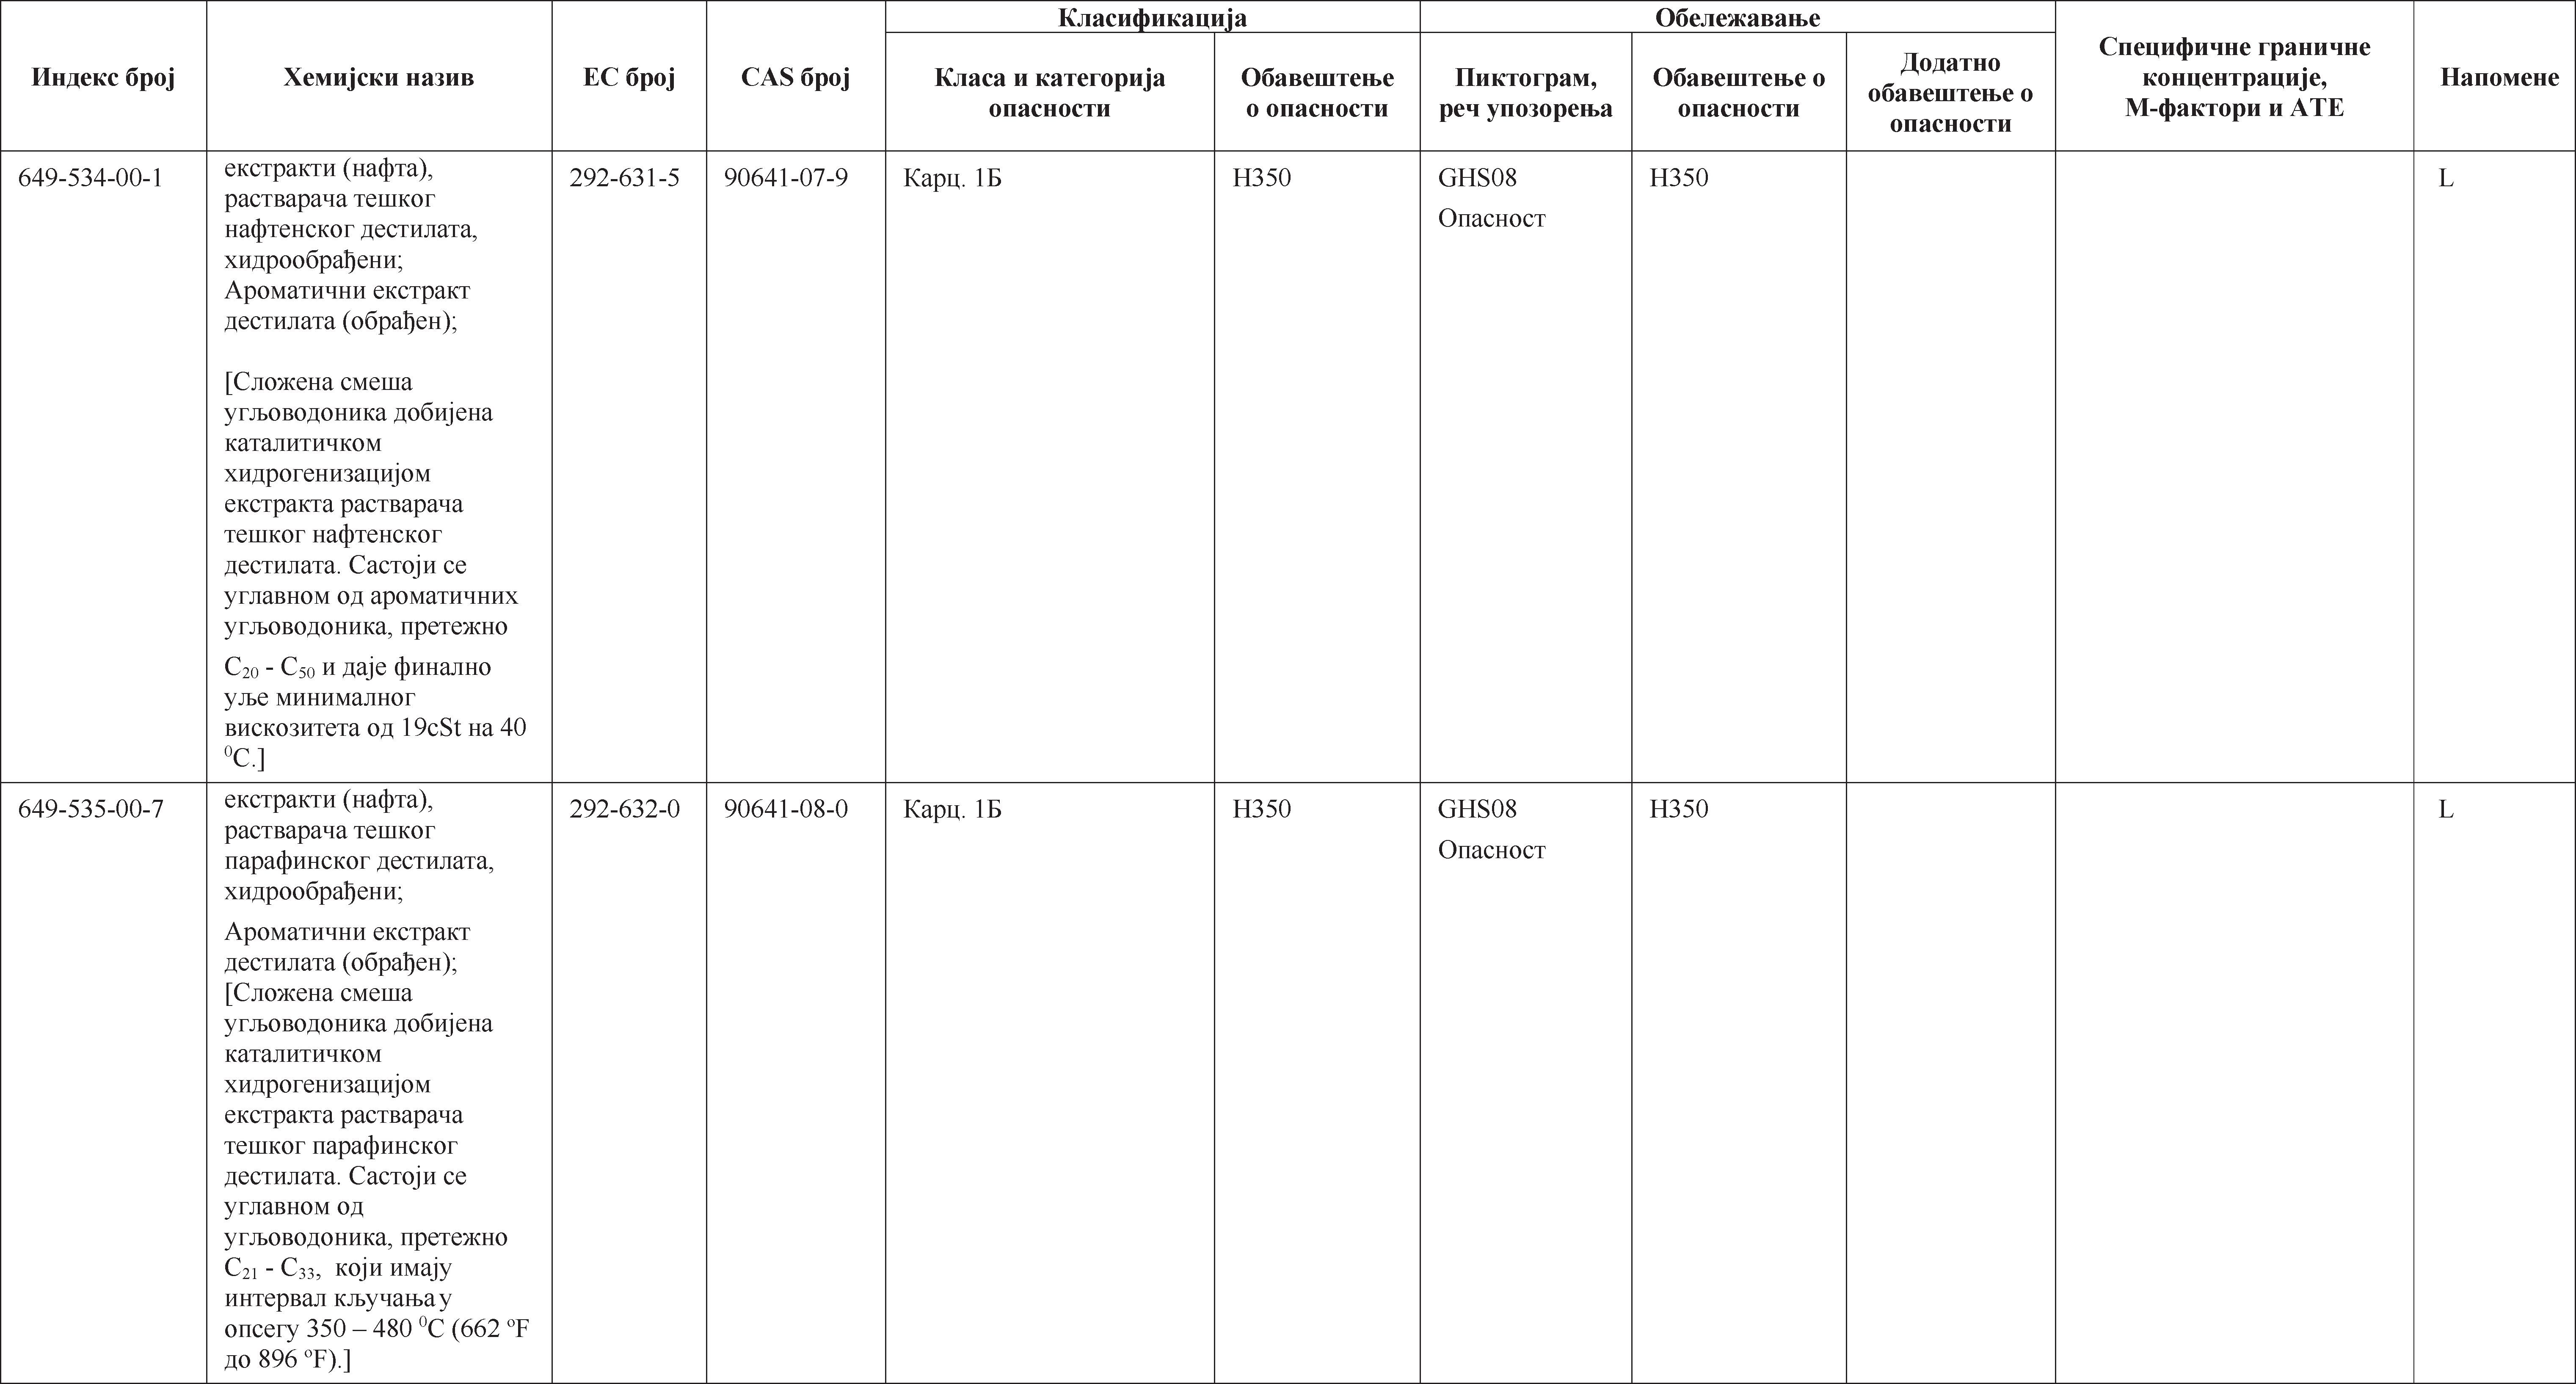 Индекс број
Хемијски назив
ЕС број
CAS број
Класификација
Обележавање
Специфичне граничне
концентрације,
М-фактори и АТЕ
Напомене
Класа и категорија
опасности
Обавештење
о опасности
Пиктограм,
реч упозорења
Обавештење о
опасности
Додатно
обавештење о
опасности
649-534-00-1
екстракти (нафта),
растварача тешког
нафтенског дестилата,
хидрообрађени;
Ароматични екстракт
дестилата (обрађен);
[Сложена смеша
угљоводоника добијена
каталитичком
хидрогенизацијом
екстракта растварача
тешког нафтенског
дестилата. Састоји се
углавном од ароматичних
угљоводоника, претежно
C₂₀ - C₅₀ и даје финално
уље минималног
вискозитета од 19cSt на 40
⁰C.]
292-631-5
90641-07-9
Карц. 1Б
H350
GHS08
Опасност
H350
L
649-535-00-7
екстракти (нафта),
растварача тешког
парафинског дестилата,
хидрообрађени;
Ароматични екстракт
дестилата (обрађен);
[Сложена смеша
угљоводоника добијена
каталитичком
хидрогенизацијом
екстракта растварача
тешког парафинског
дестилата. Састоји се
углавном од
угљоводоника, претежно
C₂₁ - C₃₃, који имају
интервал кључања у
опсегу 350 – 480 ⁰C (662 ºF
до 896 ºF).]
292-632-0
90641-08-0
Карц. 1Б
H350
GHS08
Опасност
H350
L